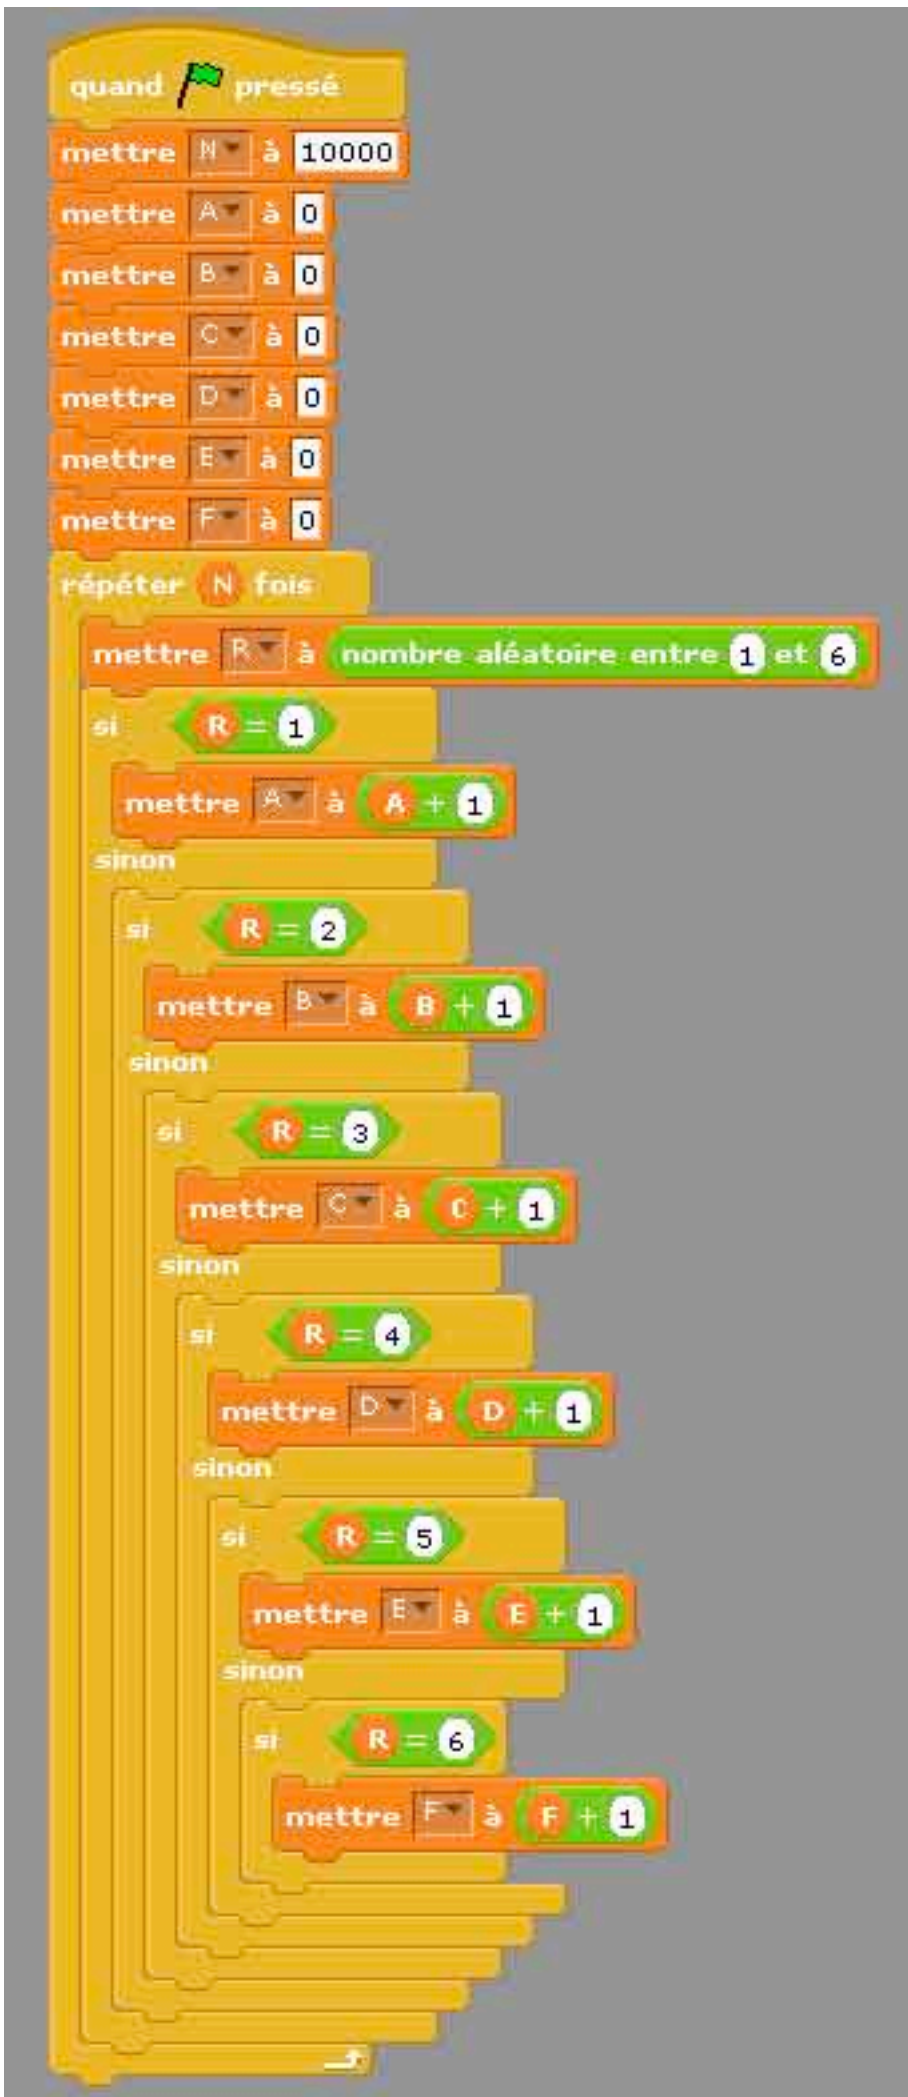 quand pressé
mettre N à 10000
mettre A à 0
mettre B à 0
mettre C à 0
mettre D à 0
mettre E à 0
mettre F à 0
répéter N fois
mettre R à nombre aléatoire entre 1 et 6
si R = 1
mettre A à A + 1
sinon
si R = 2
mettre B à B + 1
sinon
si R = 3
mettre C à C + 1
sinon
si R = 4
mettre D à D + 1
sinon
si R = 5
mettre E à E + 1
sinon
si R = 6
mettre F à F + 1